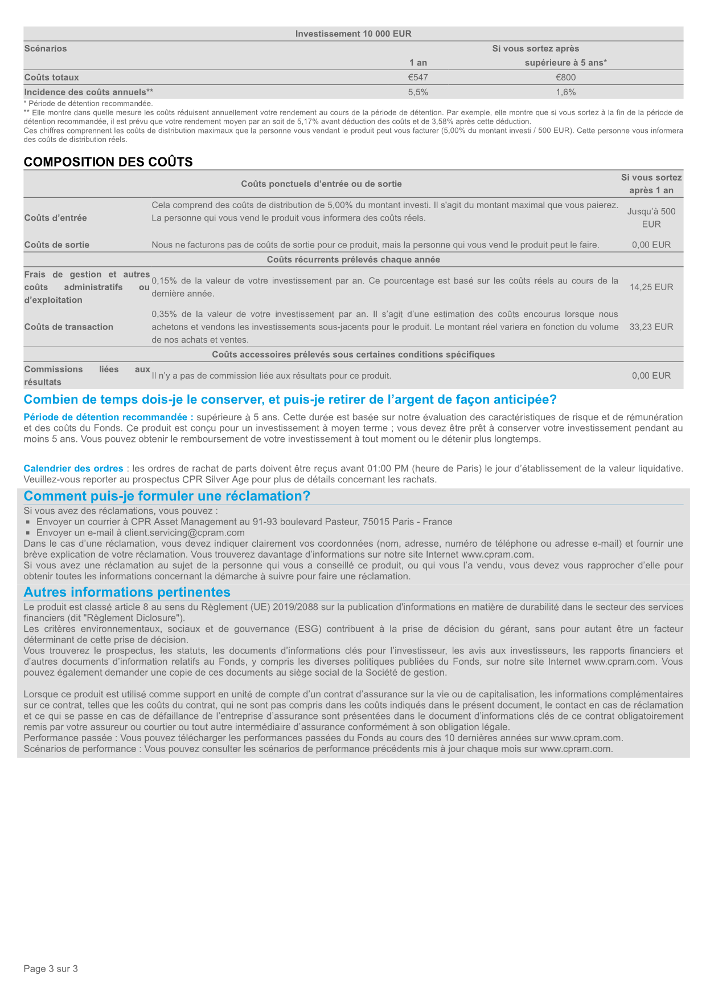 Investissement 10 000 EUR
Scénarios Si vous sortez après
1 an supérieure à 5 ans*
Coûts totaux €547 €800
Incidence des coûts annuels** 5,5% 1,6%
* Période de détention recommandée.
** Elle montre dans quelle mesure les coûts réduisent annuellement votre rendement au cours de la période de détention. Par exemple, elle montre que si vous sortez à la fin de la période de
détention recommandée, il est prévu que votre rendement moyen par an soit de 5,17% avant déduction des coûts et de 3,58% après cette déduction.
Ces chiffres comprennent les coûts de distribution maximaux que la personne vous vendant le produit peut vous facturer (5,00% du montant investi / 500 EUR). Cette personne vous informera
des coûts de distribution réels.
COMPOSITION DES COÛTS
Coûts ponctuels d’entrée ou de sortie
Si vous sortez
après 1 an
Coûts d’entrée
Cela comprend des coûts de distribution de 5,00% du montant investi. Il s'agit du montant maximal que vous paierez.
La personne qui vous vend le produit vous informera des coûts réels.
Jusqu’à 500
EUR
Coûts de sortie Nous ne facturons pas de coûts de sortie pour ce produit, mais la personne qui vous vend le produit peut le faire. 0,00 EUR
Coûts récurrents prélevés chaque année
Frais de gestion et autres
coûts administratifs ou
d’exploitation
0,15% de la valeur de votre investissement par an. Ce pourcentage est basé sur les coûts réels au cours de la
dernière année.
14,25 EUR
Coûts de transaction
0,35% de la valeur de votre investissement par an. Il s’agit d’une estimation des coûts encourus lorsque nous
achetons et vendons les investissements sous-jacents pour le produit. Le montant réel variera en fonction du volume
de nos achats et ventes.
33,23 EUR
Coûts accessoires prélevés sous certaines conditions spécifiques
Commissions liées aux
résultats
Il n’y a pas de commission liée aux résultats pour ce produit. 0,00 EUR
Combien de temps dois-je le conserver, et puis-je retirer de l’argent de façon anticipée?
Période de détention recommandée : supérieure à 5 ans. Cette durée est basée sur notre évaluation des caractéristiques de risque et de rémunération
et des coûts du Fonds. Ce produit est conçu pour un investissement à moyen terme ; vous devez être prêt à conserver votre investissement pendant au
moins 5 ans. Vous pouvez obtenir le remboursement de votre investissement à tout moment ou le détenir plus longtemps.
Calendrier des ordres : les ordres de rachat de parts doivent être reçus avant 01:00 PM (heure de Paris) le jour d’établissement de la valeur liquidative.
Veuillez-vous reporter au prospectus CPR Silver Age pour plus de détails concernant les rachats.
Comment puis-je formuler une réclamation?
Si vous avez des réclamations, vous pouvez :
▪ Envoyer un courrier à CPR Asset Management au 91-93 boulevard Pasteur, 75015 Paris - France
▪ Envoyer un e-mail à client.servicing@cpram.com
Dans le cas d’une réclamation, vous devez indiquer clairement vos coordonnées (nom, adresse, numéro de téléphone ou adresse e-mail) et fournir une
brève explication de votre réclamation. Vous trouverez davantage d’informations sur notre site Internet www.cpram.com.
Si vous avez une réclamation au sujet de la personne qui vous a conseillé ce produit, ou qui vous l’a vendu, vous devez vous rapprocher d’elle pour
obtenir toutes les informations concernant la démarche à suivre pour faire une réclamation.
Autres informations pertinentes
Le produit est classé article 8 au sens du Règlement (UE) 2019/2088 sur la publication d'informations en matière de durabilité dans le secteur des services
financiers (dit "Règlement Diclosure").
Les critères environnementaux, sociaux et de gouvernance (ESG) contribuent à la prise de décision du gérant, sans pour autant être un facteur
déterminant de cette prise de décision.
Vous trouverez le prospectus, les statuts, les documents d’informations clés pour l’investisseur, les avis aux investisseurs, les rapports financiers et
d’autres documents d’information relatifs au Fonds, y compris les diverses politiques publiées du Fonds, sur notre site Internet www.cpram.com. Vous
pouvez également demander une copie de ces documents au siège social de la Société de gestion.
Lorsque ce produit est utilisé comme support en unité de compte d’un contrat d’assurance sur la vie ou de capitalisation, les informations complémentaires
sur ce contrat, telles que les coûts du contrat, qui ne sont pas compris dans les coûts indiqués dans le présent document, le contact en cas de réclamation
et ce qui se passe en cas de défaillance de l’entreprise d’assurance sont présentées dans le document d’informations clés de ce contrat obligatoirement
remis par votre assureur ou courtier ou tout autre intermédiaire d’assurance conformément à son obligation légale.
Performance passée : Vous pouvez télécharger les performances passées du Fonds au cours des 10 dernières années sur www.cpram.com.
Scénarios de performance : Vous pouvez consulter les scénarios de performance précédents mis à jour chaque mois sur www.cpram.com.
Page 3 sur 3